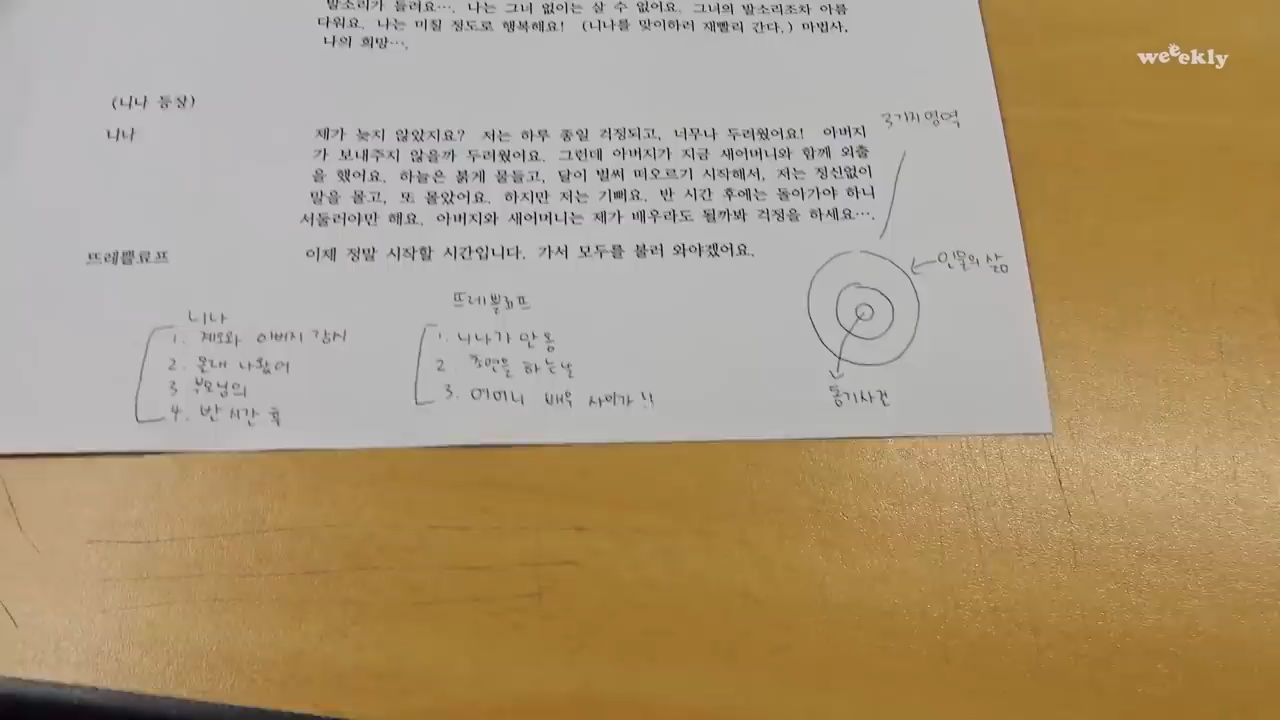 발소리가 들려요…. 나는 그녀 없이는 살 수 없어요. 그녀의 발소리조차 아름
다워요. 나는 미칠 정도로 행복해요! (니나를 맞이하러 재빨리 간다.) 마법사,
나의 희망….
weeekly
(니나 등장)
니나 제가 늦지 않았지요? 저는 하루 종일 걱정되고, 너무나 두려웠어요! 아버지
가 보내주지 않을까 두려웠어요. 그런데 아버지가 지금 새어머니와 함께 외출
을 했어요. 하늘은 붉게 물들고, 달이 벌써 떠오르기 시작해서, 저는 정신없이
말을 몰고, 또 몰았어요. 하지만 저는 기뻐요. 반 시간 후에는 돌아가야 하니
서둘러야만 해요. 아버지와 새어머니는 제가 배우라도 될까봐 걱정을 하세요….
뜨레쁠료프 이제 정말 시작할 시간입니다. 가서 모두를 불러 와야겠어요.
3가지 영역
인물의 삶
동기사건
니나
1. 계모와 아버지 감시
2. 몰래 나왔어
3 부모님의
4. 반 시간 후
뜨레쁠료프
1. 니나가 안 옴
2. 초연을 하는 날
3. 어머니 배우 사이가!!